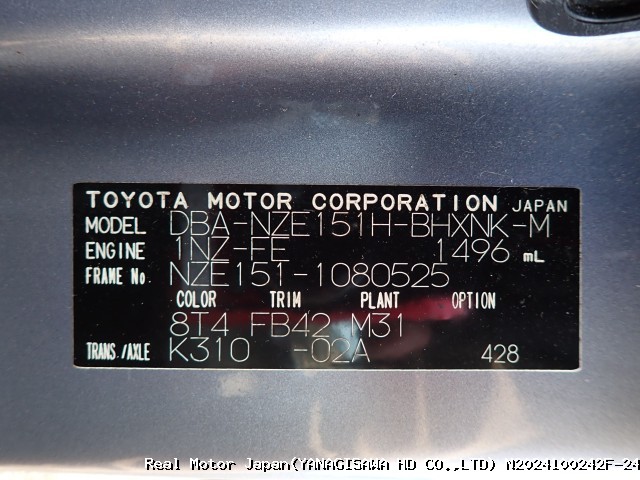 TOYOTA MOTOR CORPORATION JAPAN
MODEL DBA-NZE151H-BHXNK-M
ENGINE 1NZ-FE 1496 mL
FRAME No. NZE151-1080525
COLOR TRIM PLANT OPTION
8T4 FB42 M31
TRANS./AXLE K310 -02A 428
Real Motor Japan(YANAGISAWA HD CO.,LTD) N2024100242F-24